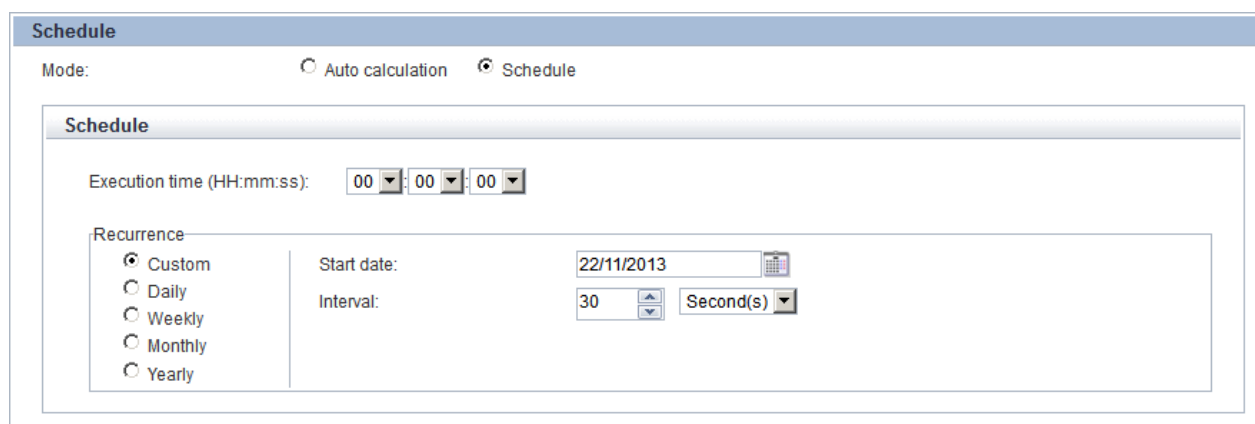 Schedule
Mode: Auto calculation Schedule
Schedule
Execution time (HH:mm:ss): 00 : 00 : 00
Recurrence
Custom Start date: 22/11/2013
Daily
Interval: 30 Second(s)
Weekly
Monthly
Yearly